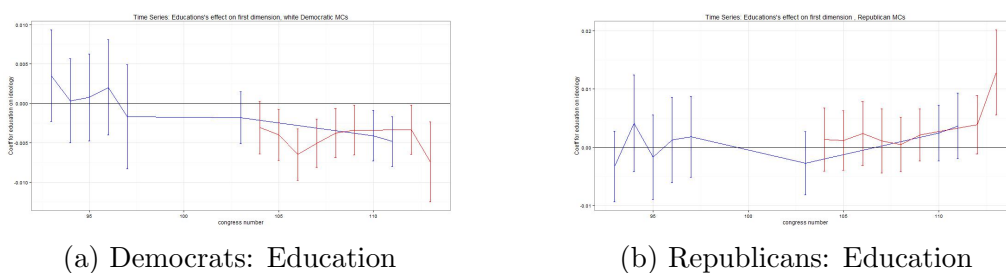 Time Series: Educations's effect on first dimension, white Democratic MCs
0.010
0.005
0.000
-0.005
-0.010
Coeff for education on ideology
95
100
105
110
congress number
(a) Democrats: Education
Time Series: Educations's effect on first dimension , Republican MCs
0.02
0.01
0.00
-0.01
Coeff for education on ideology
95
100
105
110
congress number
(b) Republicans: Education